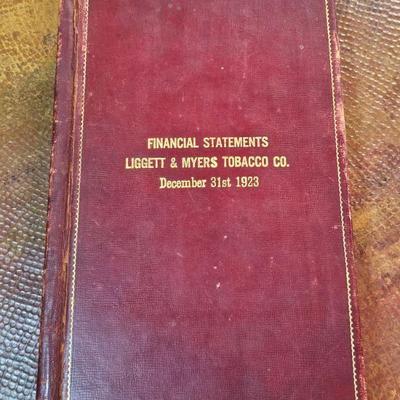 FINANCIAL STATEMENTS
LIGGETT & MYERS TOBACCO CO.
December 31st 1923